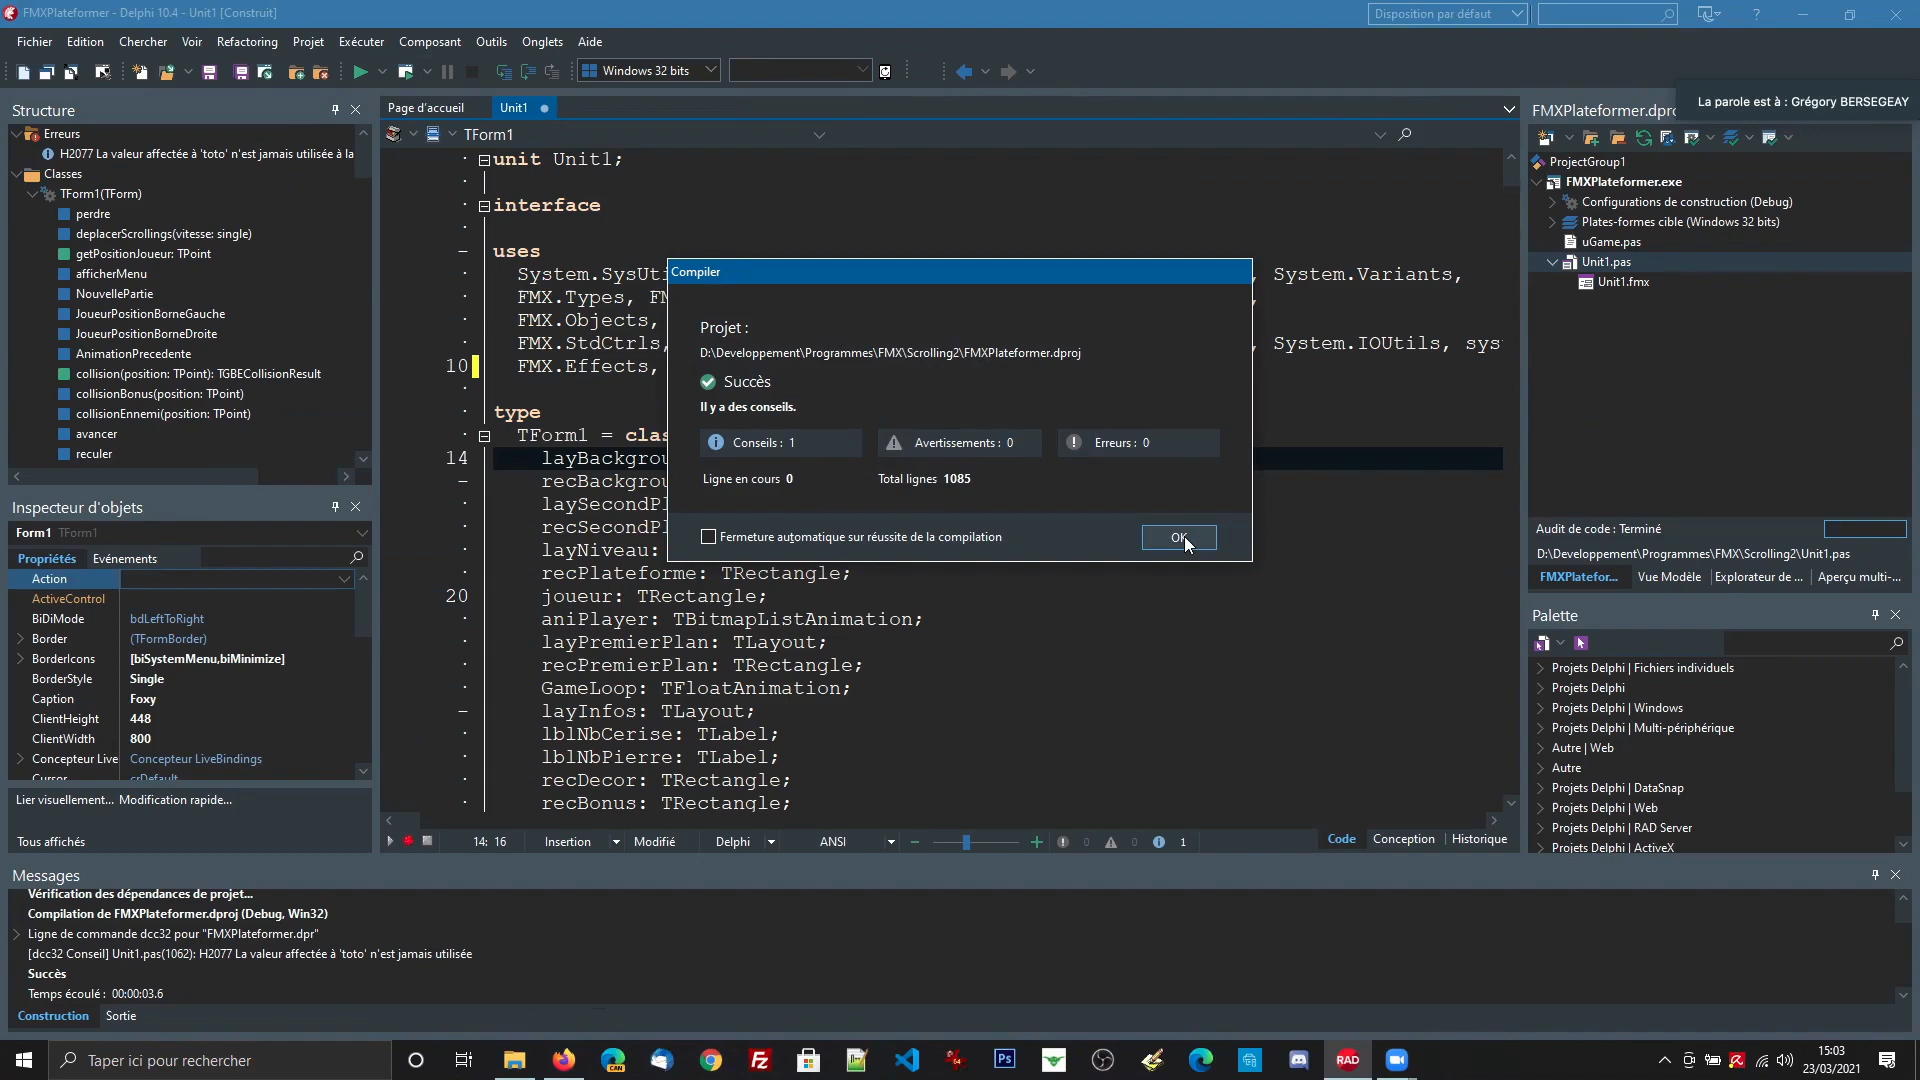 FMXPlateformer - Delphi 10.4 - Unit1 [Construit]
Disposition par défaut
?
Fichier Edition Chercher Voir Refactoring Projet Exécuter Composant Outils Onglets Aide
Windows 32 bits
La parole est à : Grégory BERSEGEAY
Structure
Erreurs
H2077 La valeur affectée à 'toto' n'est jamais utilisée à la
Classes
TForm1(TForm)
perdre
deplacerScrollings(vitesse: single)
getPositionJoueur: TPoint
afficherMenu
NouvellePartie
JoueurPositionBorneGauche
JoueurPositionBorneDroite
AnimationPrecedente
collision(position: TPoint): TGBECollisionResult
collisionBonus(position: TPoint)
collisionEnnemi(position: TPoint)
avancer
reculer
Inspecteur d'objets
Form1 TForm1
Propriétés Evénements
Action
ActiveControl
BiDiMode bdLeftToRight
Border (TFormBorder)
BorderIcons [biSystemMenu,biMinimize]
BorderStyle Single
Caption Foxy
ClientHeight 448
ClientWidth 800
Concepteur Live Concepteur LiveBindings
Cursor crDefault
Lier visuellement... Modification rapide...
Tous affichés
Page d'accueil Unit1
TForm1
unit Unit1;
interface
uses
System.SysUti , System.Variants,
FMX.Types, FM
FMX.Objects,
FMX.StdCtrls, , System.IOUtils, sys
10 FMX.Effects,
type
TForm1 = clas
14 layBackgrou
recBackgrou
laySecondPl
recSecondPl
layNiveau:
recPlateforme: TRectangle;
20 joueur: TRectangle;
aniPlayer: TBitmapListAnimation;
layPremierPlan: TLayout;
recPremierPlan: TRectangle;
GameLoop: TFloatAnimation;
layInfos: TLayout;
lblNbCerise: TLabel;
lblNbPierre: TLabel;
recDecor: TRectangle;
recBonus: TRectangle;
Compiler
Projet :
D:\Developpement\Programmes\FMX\Scrolling2\FMXPlateformer.dproj
Succès
Il y a des conseils.
Conseils : 1 Avertissements : 0 Erreurs : 0
Ligne en cours 0 Total lignes 1085
Fermeture automatique sur réussite de la compilation
OK
14: 16 Insertion Modifié Delphi ANSI 0 0 1
Code Conception Historique
FMXPlateformer.dpro
ProjectGroup1
FMXPlateformer.exe
Configurations de construction (Debug)
Plates-formes cible (Windows 32 bits)
uGame.pas
Unit1.pas
Unit1.fmx
Audit de code : Terminé
D:\Developpement\Programmes\FMX\Scrolling2\Unit1.pas
FMXPlatefor... Vue Modèle Explorateur de ... Aperçu multi-...
Palette
Projets Delphi | Fichiers individuels
Projets Delphi
Projets Delphi | Windows
Projets Delphi | Multi-périphérique
Autre | Web
Autre
Projets Delphi | DataSnap
Projets Delphi | Web
Projets Delphi | RAD Server
Projets Delphi | ActiveX
Messages
Vérification des dépendances de projet...
Compilation de FMXPlateformer.dproj (Debug, Win32)
Ligne de commande dcc32 pour "FMXPlateformer.dpr"
[dcc32 Conseil] Unit1.pas(1062): H2077 La valeur affectée à 'toto' n'est jamais utilisée
Succès
Temps écoulé : 00:00:03.6
Construction Sortie
Taper ici pour rechercher
CAN
FZ
64
Ps
RAD
15:03
23/03/2021